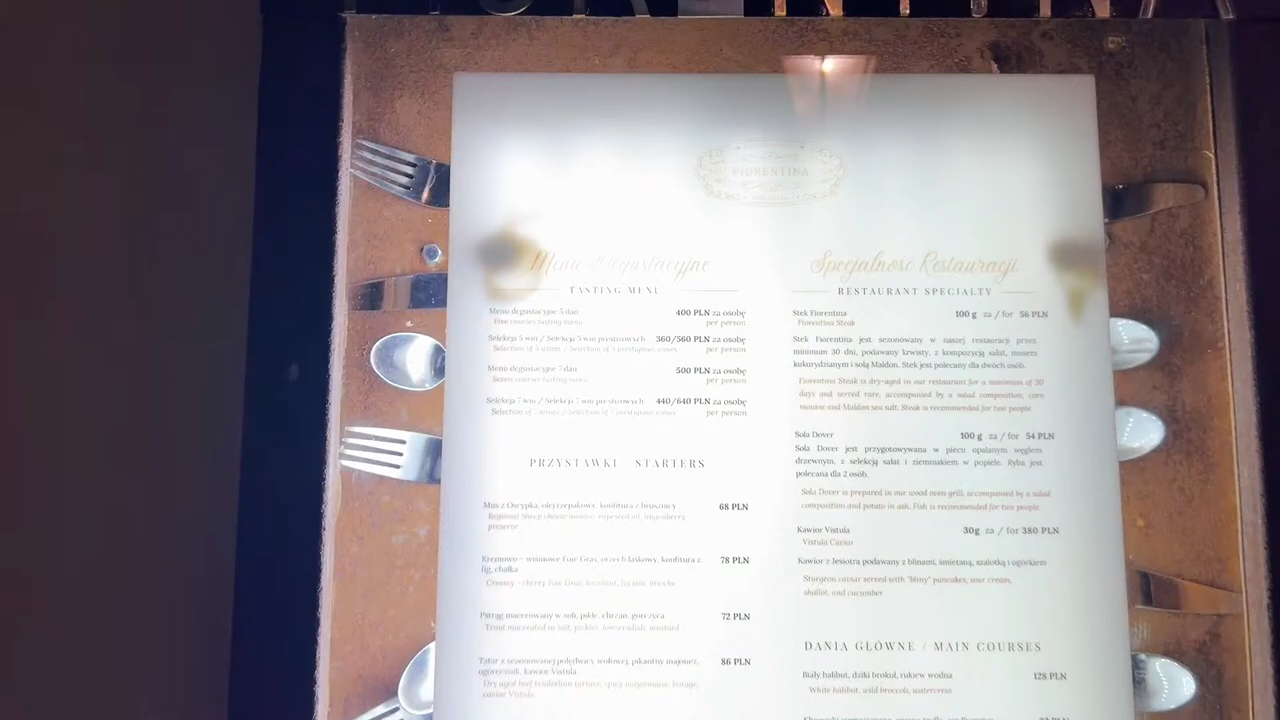 FIORENTINA
FIORENTINA
Menu Degustacyjne
TASTING MENU
Menu degustacyjne 5 dań 400 PLN za osobę
Five courses tasting menu per person
Selekcja 5 win / Selekcja 5 win prestiżowych 360/560 PLN za osobę
Selection of 5 wines / Selection of 5 prestigious wines per person
Menu degustacyjne 7 dań 500 PLN za osobę
Seven courses tasting menu per person
Selekcja 7 win / Selekcja 7 win prestiżowych 440/640 PLN za osobę
Selection of 7 wines / Selection of 7 prestigious wines per person
PRZYSTAWKI / STARTERS
Mus z Oscypka, olej rzepakowy, konfitura z brusznicy 68 PLN
Regional Sheep cheese mousse, rapeseed oil, lingonberry
preserve
Kremowo - wiśniowe Foie Gras, orzech laskowy, konfitura z 78 PLN
fig, chałka
Creamy - cherry Foie Gras, hazelnut, fig jam, brioche
Pstrąg macerowany w soli, pikle, chrzan, gorczyca 72 PLN
Trout macerated in salt, pickles, horseradish, mustard
Tatar z sezonowanej polędwicy wołowej, pikantny majonez, 86 PLN
ogórecznik, kawior Vistula
Dry aged beef tenderloin tartare, spicy mayonnaise, borage,
caviar Vistula
Specjalność Restauracji
RESTAURANT SPECIALTY
Stek Fiorentina 100 g za / for 56 PLN
Fiorentina Steak
Stek Fiorentina jest sezonowany w naszej restauracji przez
minimum 30 dni, podawany krwisty, z kompozycją sałat, musem
kukurydzianym i solą Maldon. Stek jest polecany dla dwóch osób.
Fiorentina Steak is dry-aged in our restaurant for a minimum of 30
days and served rare, accompanied by a salad composition, corn
mousse and Maldon sea salt. Steak is recommended for two people.
Sola Dover 100 g za / for 54 PLN
Sola Dover jest przygotowywana w piecu opalanym węglem
drzewnym, z selekcją sałat i ziemniakiem w popiele. Ryba jest
polecana dla 2 osób.
Sola Dover is prepared in our wood oven grill, accompanied by a salad
composition and potato in ash. Fish is recommended for two people.
Kawior Vistula 30g za / for 380 PLN
Vistula Caviar
Kawior z Jesiotra podawany z blinami, śmietaną, szalotką i ogórkiem
Sturgeon caviar served with "bliny" pancakes, sour cream,
shallot, and cucumber
DANIA GŁÓWNE / MAIN COURSES
Biały halibut, dziki brokuł, rukiew wodna 128 PLN
White halibut, wild broccoli, watercress